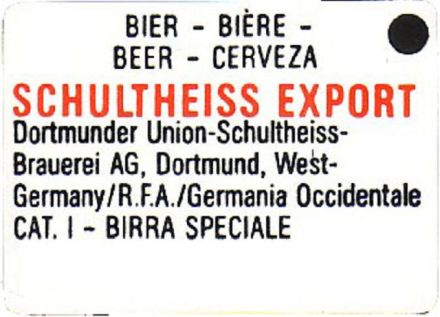 BIER - BIÈRE -
BEER - CERVEZA
SCHULTHEISS EXPORT
Dortmunder Union-Schultheiss-
Brauerei AG, Dortmund, West-
Germany/R.F.A./Germania Occidentale
CAT. I - BIRRA SPECIALE